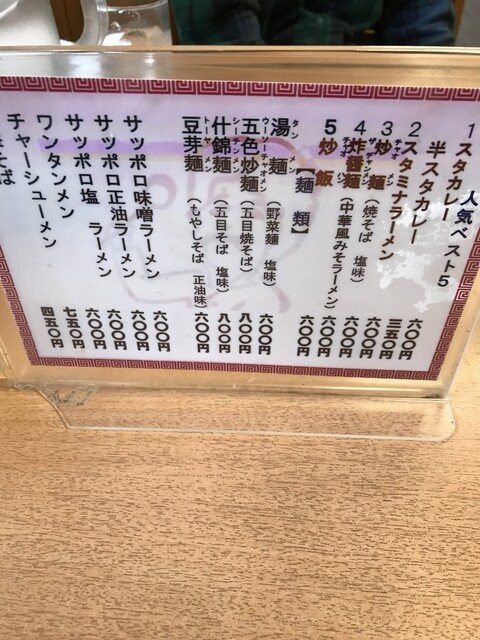 人気ベスト5
1 スタカレー 六〇〇円
半スタカレー 三五〇円
2 スタミナラーメン 六〇〇円
3 炒麺（焼そば 塩味） 六〇〇円
4 炸醤麺（中華風みそラーメン） 六〇〇円
5 炒飯 六〇〇円
【麺類】
湯麺（野菜麺 塩味） 六〇〇円
五色炒麺（五目焼そば） 八〇〇円
什錦麺（五目そば 塩味） 八〇〇円
豆芽麺（もやしそば 正油味） 六〇〇円
サッポロ味噌ラーメン 六〇〇円
サッポロ正油ラーメン 六〇〇円
サッポロ塩 ラーメン 六〇〇円
ワンタンメン 六〇〇円
チャーシューメン 七五〇円
そば 四五〇円